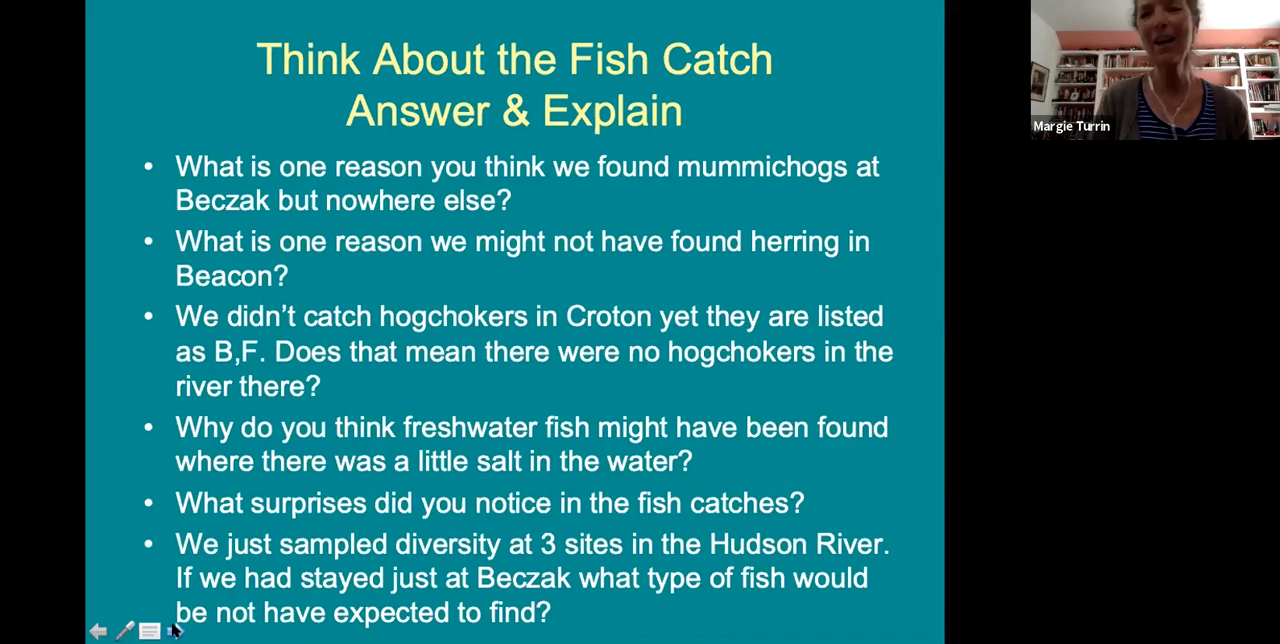 Think About the Fish Catch
Answer & Explain
• What is one reason you think we found mummichogs at
Beczak but nowhere else?
• What is one reason we might not have found herring in
Beacon?
• We didn't catch hogchokers in Croton yet they are listed
as B,F. Does that mean there were no hogchokers in the
river there?
• Why do you think freshwater fish might have been found
where there was a little salt in the water?
• What surprises did you notice in the fish catches?
• We just sampled diversity at 3 sites in the Hudson River.
If we had stayed just at Beczak what type of fish would
be not have expected to find?
Margie Turrin